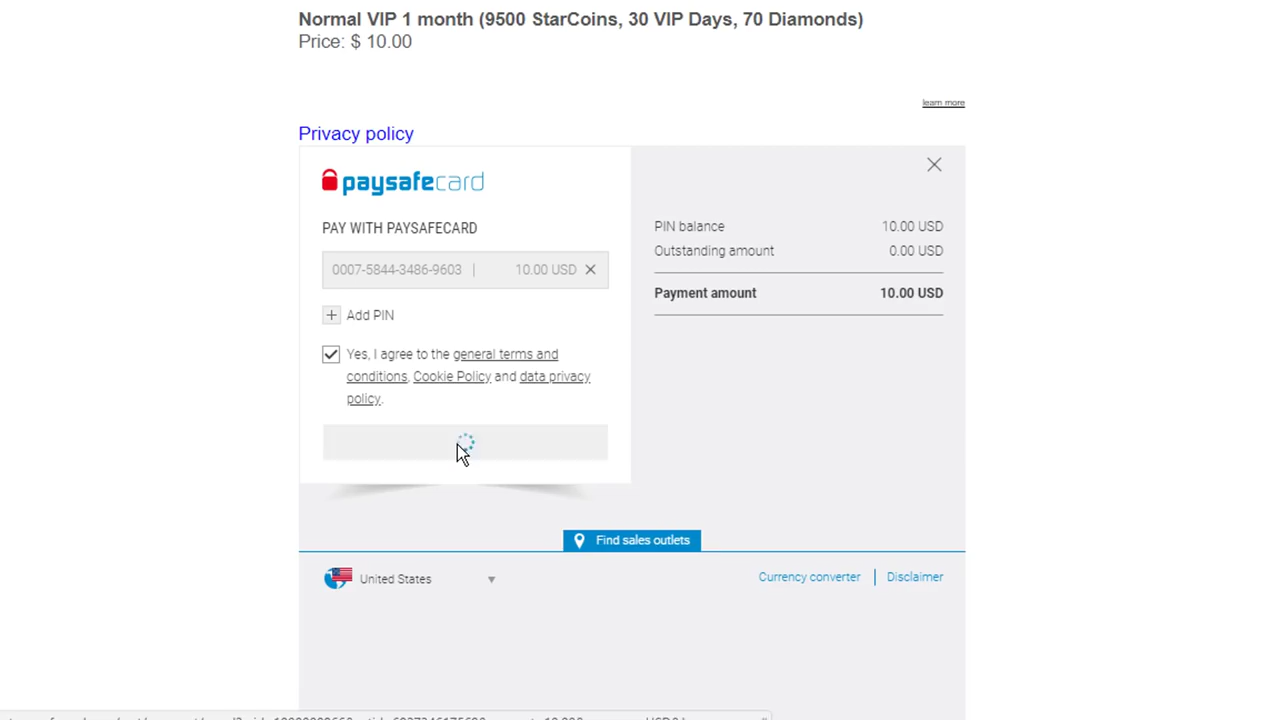 Normal VIP 1 month (9500 StarCoins, 30 VIP Days, 70 Diamonds)
Price: $ 10.00
learn more
Privacy policy
paysafecard
PAY WITH PAYSAFECARD
0007-5844-3486-9603 | 10.00 USD
Add PIN
Yes, I agree to the general terms and
conditions, Cookie Policy and data privacy
policy.
PIN balance 10.00 USD
Outstanding amount 0.00 USD
Payment amount 10.00 USD
Find sales outlets
United States
Currency converter | Disclaimer